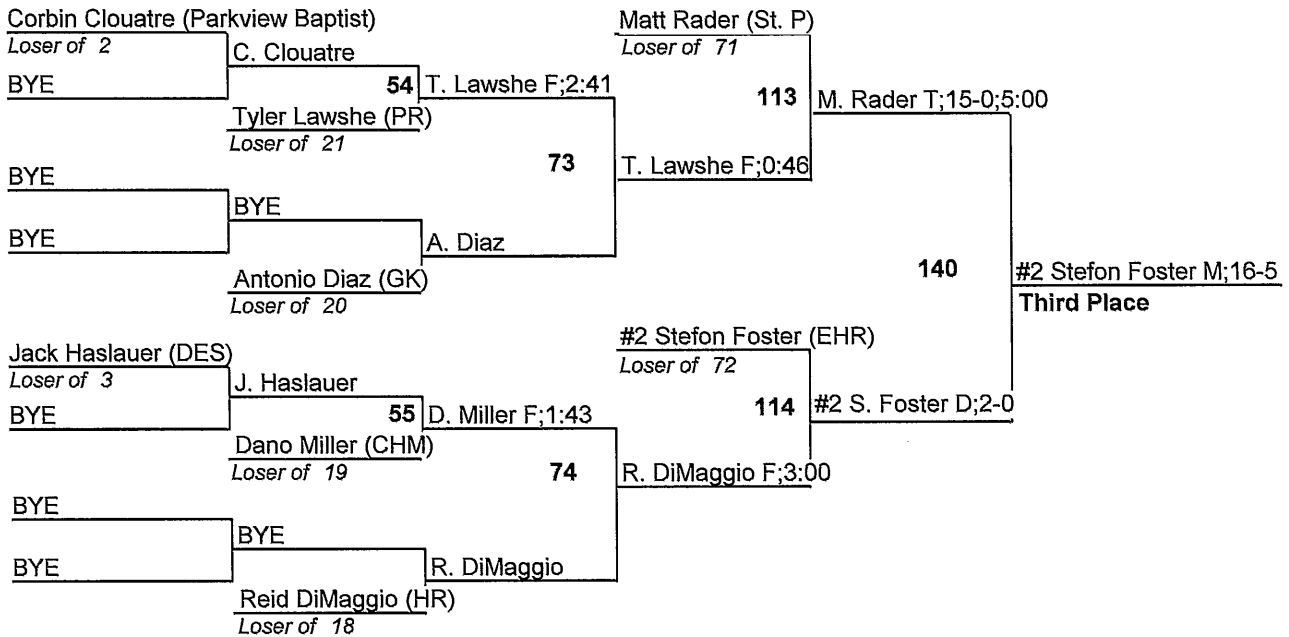 Corbin Clouatre (Parkview Baptist)
Loser of 2
BYE
C. Clouatre
54
Tyler Lawshe (PR)
Loser of 21
T. Lawshe F;2:41
BYE
BYE
BYE
Antonio Diaz (GK)
Loser of 20
A. Diaz
73
Matt Rader (St. P)
Loser of 71
T. Lawshe F;0:46
113
M. Rader T;15-0;5:00
Jack Haslauer (DES)
Loser of 3
BYE
J. Haslauer
55
Dano Miller (CHM)
Loser of 19
D. Miller F;1:43
BYE
BYE
BYE
Reid DiMaggio (HR)
Loser of 18
R. DiMaggio
74
#2 Stefon Foster (EHR)
Loser of 72
R. DiMaggio F;3:00
114
#2 S. Foster D;2-0
140
#2 Stefon Foster M;16-5
Third Place